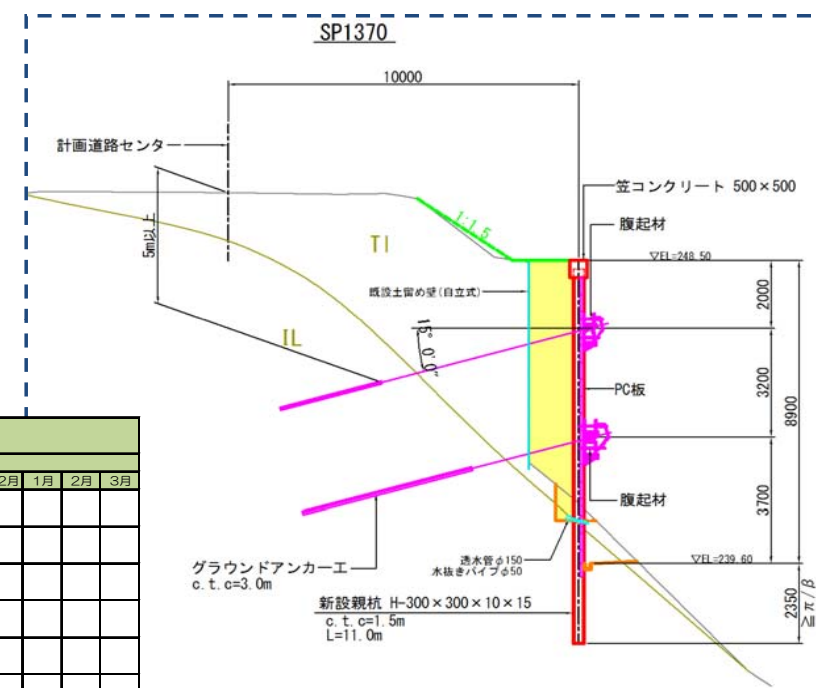 SP1370
10000
計画道路センター
笠コンクリート 500×500
腹起材
5m以上
TI
1:1.5
▽EL=248.50
既設土留め壁(自立式)
2000
IL
15° 0'0"
PC板
3200
8900
腹起材
3700
2月 1月 2月 3月
グラウンドアンカー工
c.t.c=3.0m
透水管φ150
水抜きパイプφ50
▽EL=239.60
新設親杭 H-300×300×10×15
c.t.c=1.5m
L=11.0m
2350
≧π/β